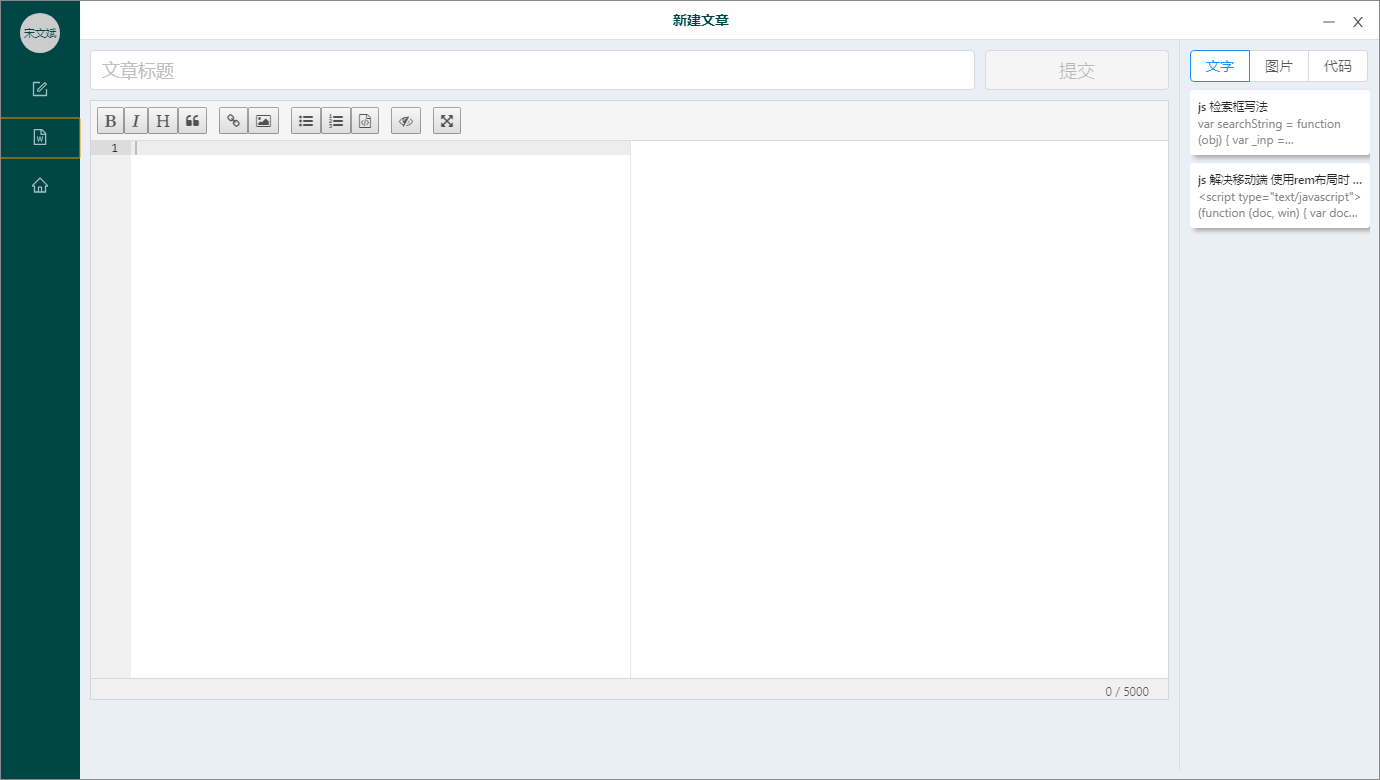 宋文斌
新建文章
文章标题
提交
文字
图片
代码
B I H
W
1
0 / 5000
js 检索框写法
var searchString = function
(obj) { var _inp =...
js 解决移动端 使用rem布局时 ...
<script type="text/javascript">
(function (doc, win) { var doc...